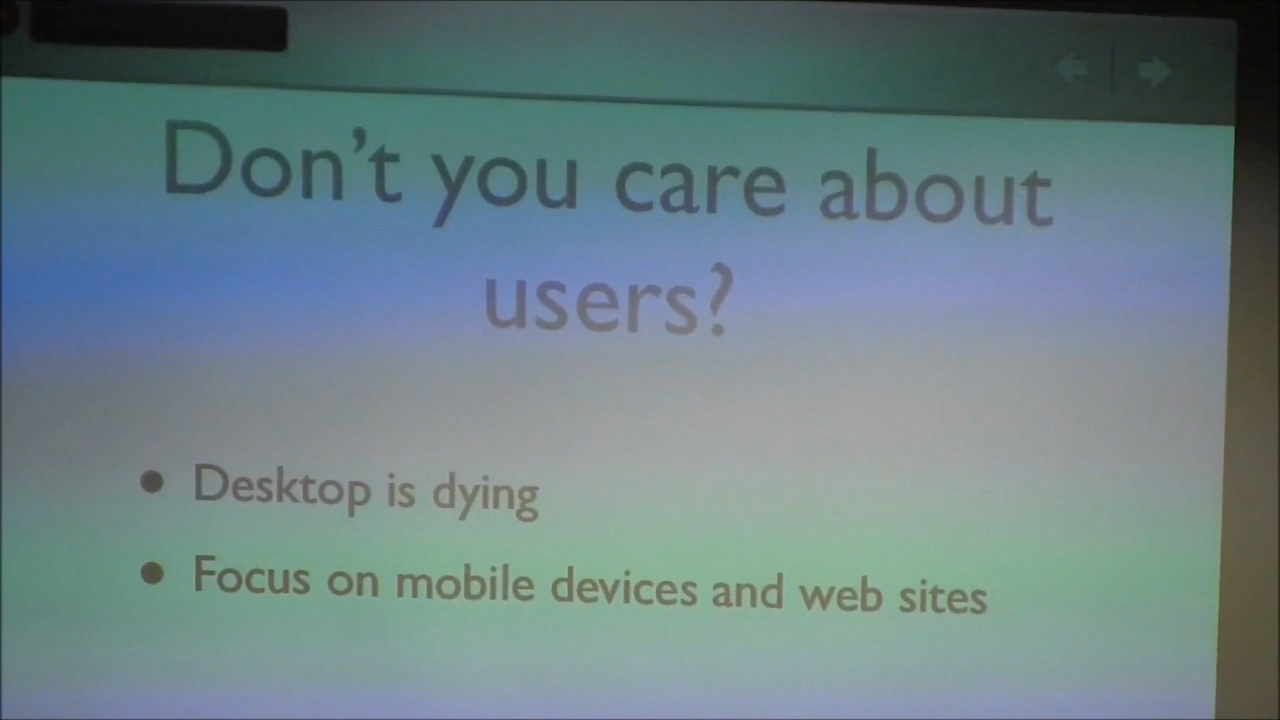 Don't you care about
users?
• Desktop is dying
• Focus on mobile devices and web sites